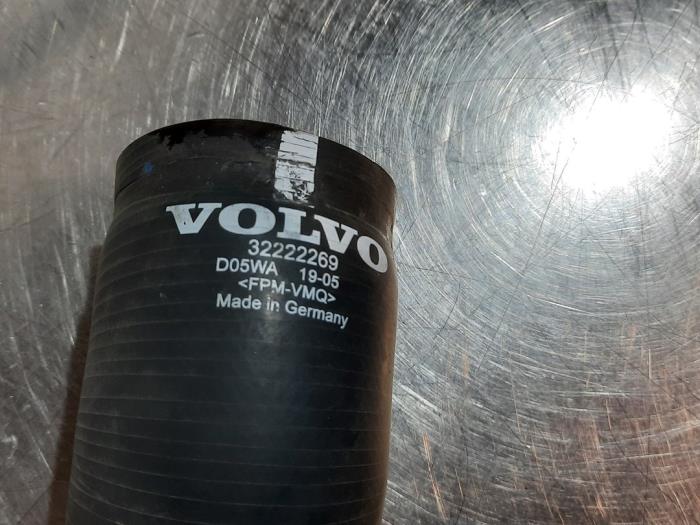 VOLVO
32222269
D05WA 19-05
<FPM-VMQ>
Made in Germany